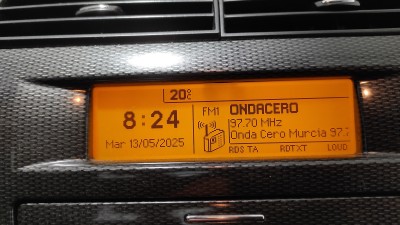 20°C
8:24
Mar 13/05/2025
FM1 ONDACERO
97.70 MHz
Onda Cero Murcia 97.7
RDS TA RDTXT LOUD